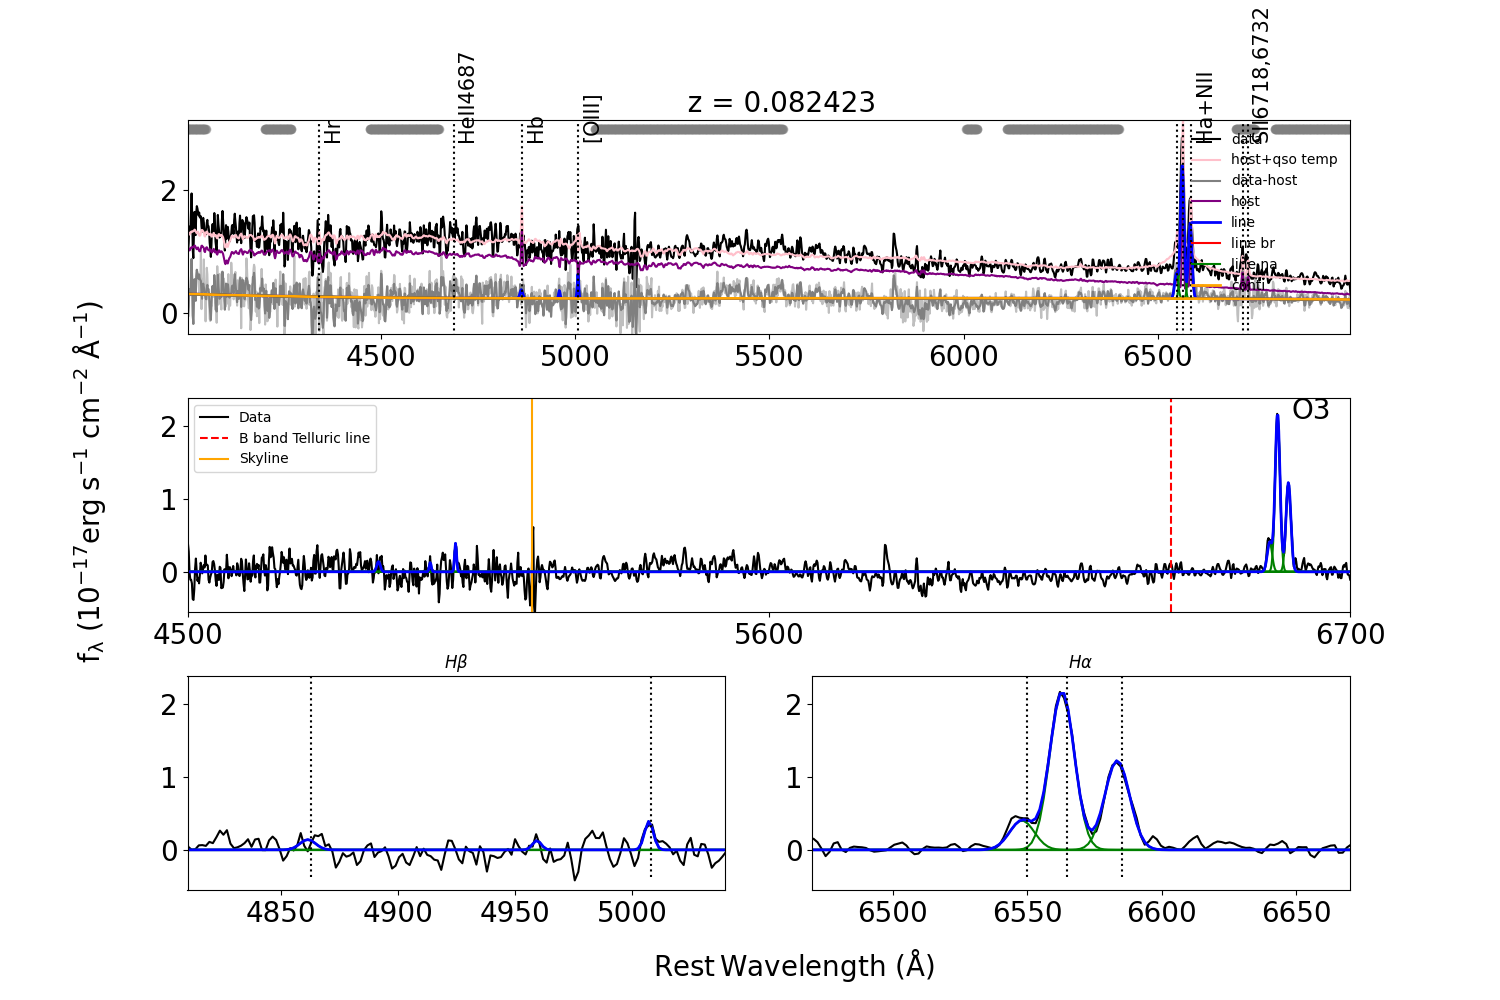 z = 0.082423
Hr
HeII4687
Hb
[OIII]
Ha+NII
SII6718,6732
data
host+qso temp
data-host
host
line
line br
line na
conti
2
0
4500
5000
5500
6000
6500
Data
B band Telluric line
Skyline
O3
2
1
0
4500
5600
6700
fλ (10−17erg s−1 cm−2 Å−1)
Hβ
2
1
0
4850
4900
4950
5000
Hα
2
1
0
6500
6550
6600
6650
Rest Wavelength (Å)